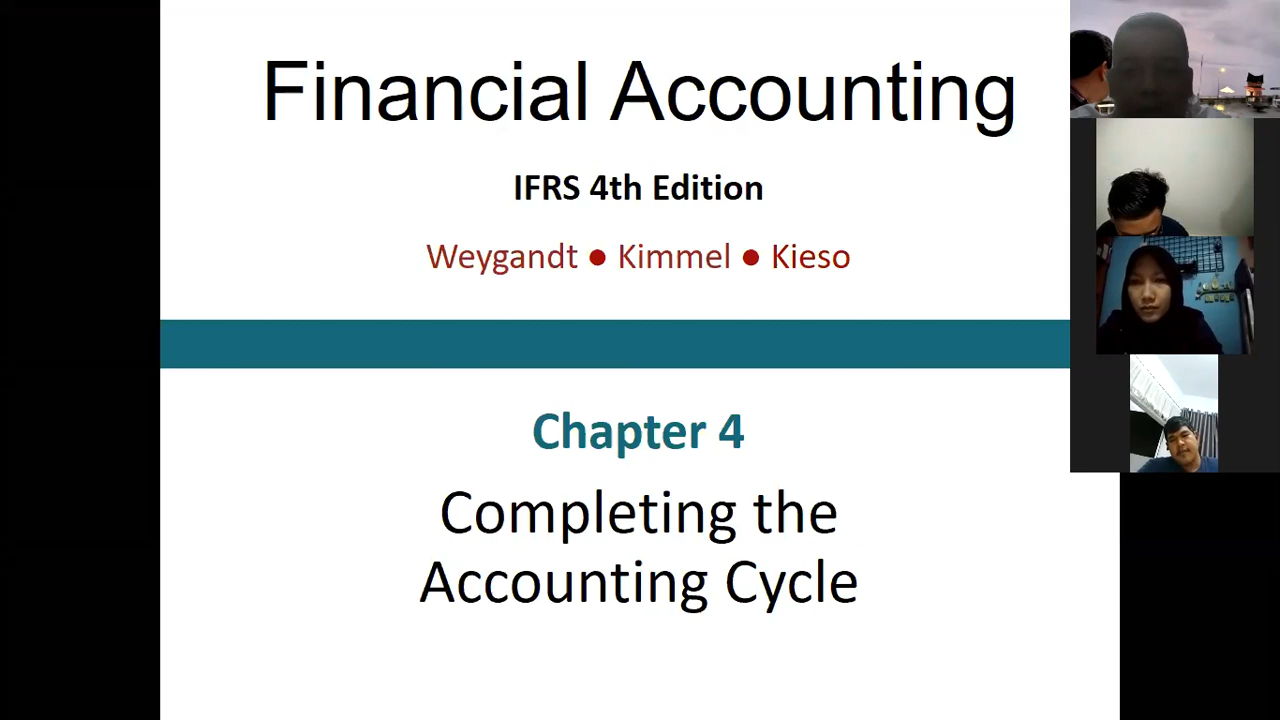 Financial Accounting
IFRS 4th Edition
Weygandt ● Kimmel ● Kieso
Chapter 4
Completing the
Accounting Cycle